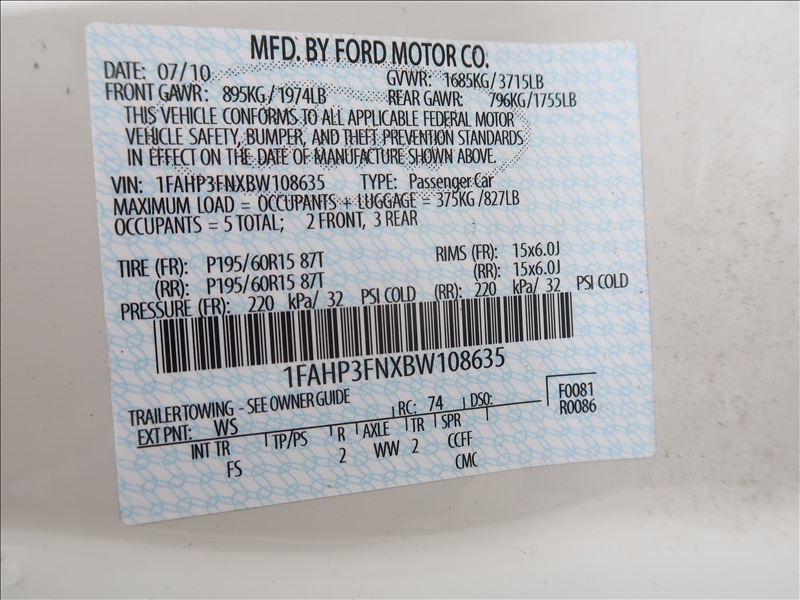 MFD. BY FORD MOTOR CO.
DATE: 07/10 GVWR: 1685KG/3715LB
FRONT GAWR: 895KG/1974LB REAR GAWR: 796KG/1755LB
THIS VEHICLE CONFORMS TO ALL APPLICABLE FEDERAL MOTOR
VEHICLE SAFETY, BUMPER, AND THEFT PREVENTION STANDARDS
IN EFFECT ON THE DATE OF MANUFACTURE SHOWN ABOVE.
VIN: 1FAHP3FNXBW108635 TYPE: Passenger Car
MAXIMUM LOAD = OCCUPANTS + LUGGAGE = 375KG/827LB
OCCUPANTS = 5 TOTAL; 2 FRONT, 3 REAR
TIRE (FR): P195/60R15 87T RIMS (FR): 15x6.0J
(RR): P195/60R15 87T (RR): 15x6.0J
PRESSURE (FR): 220 kPa/ 32 PSI COLD (RR): 220 kPa/ 32 PSI COLD
1FAHP3FNXBW108635
TRAILER TOWING - SEE OWNER GUIDE
EXT PNT: WS RC: 74 DSO: F0081
R0086
INT TR TP/PS R AXLE TR SPR
FS 2 WW 2 CCFF
CMC